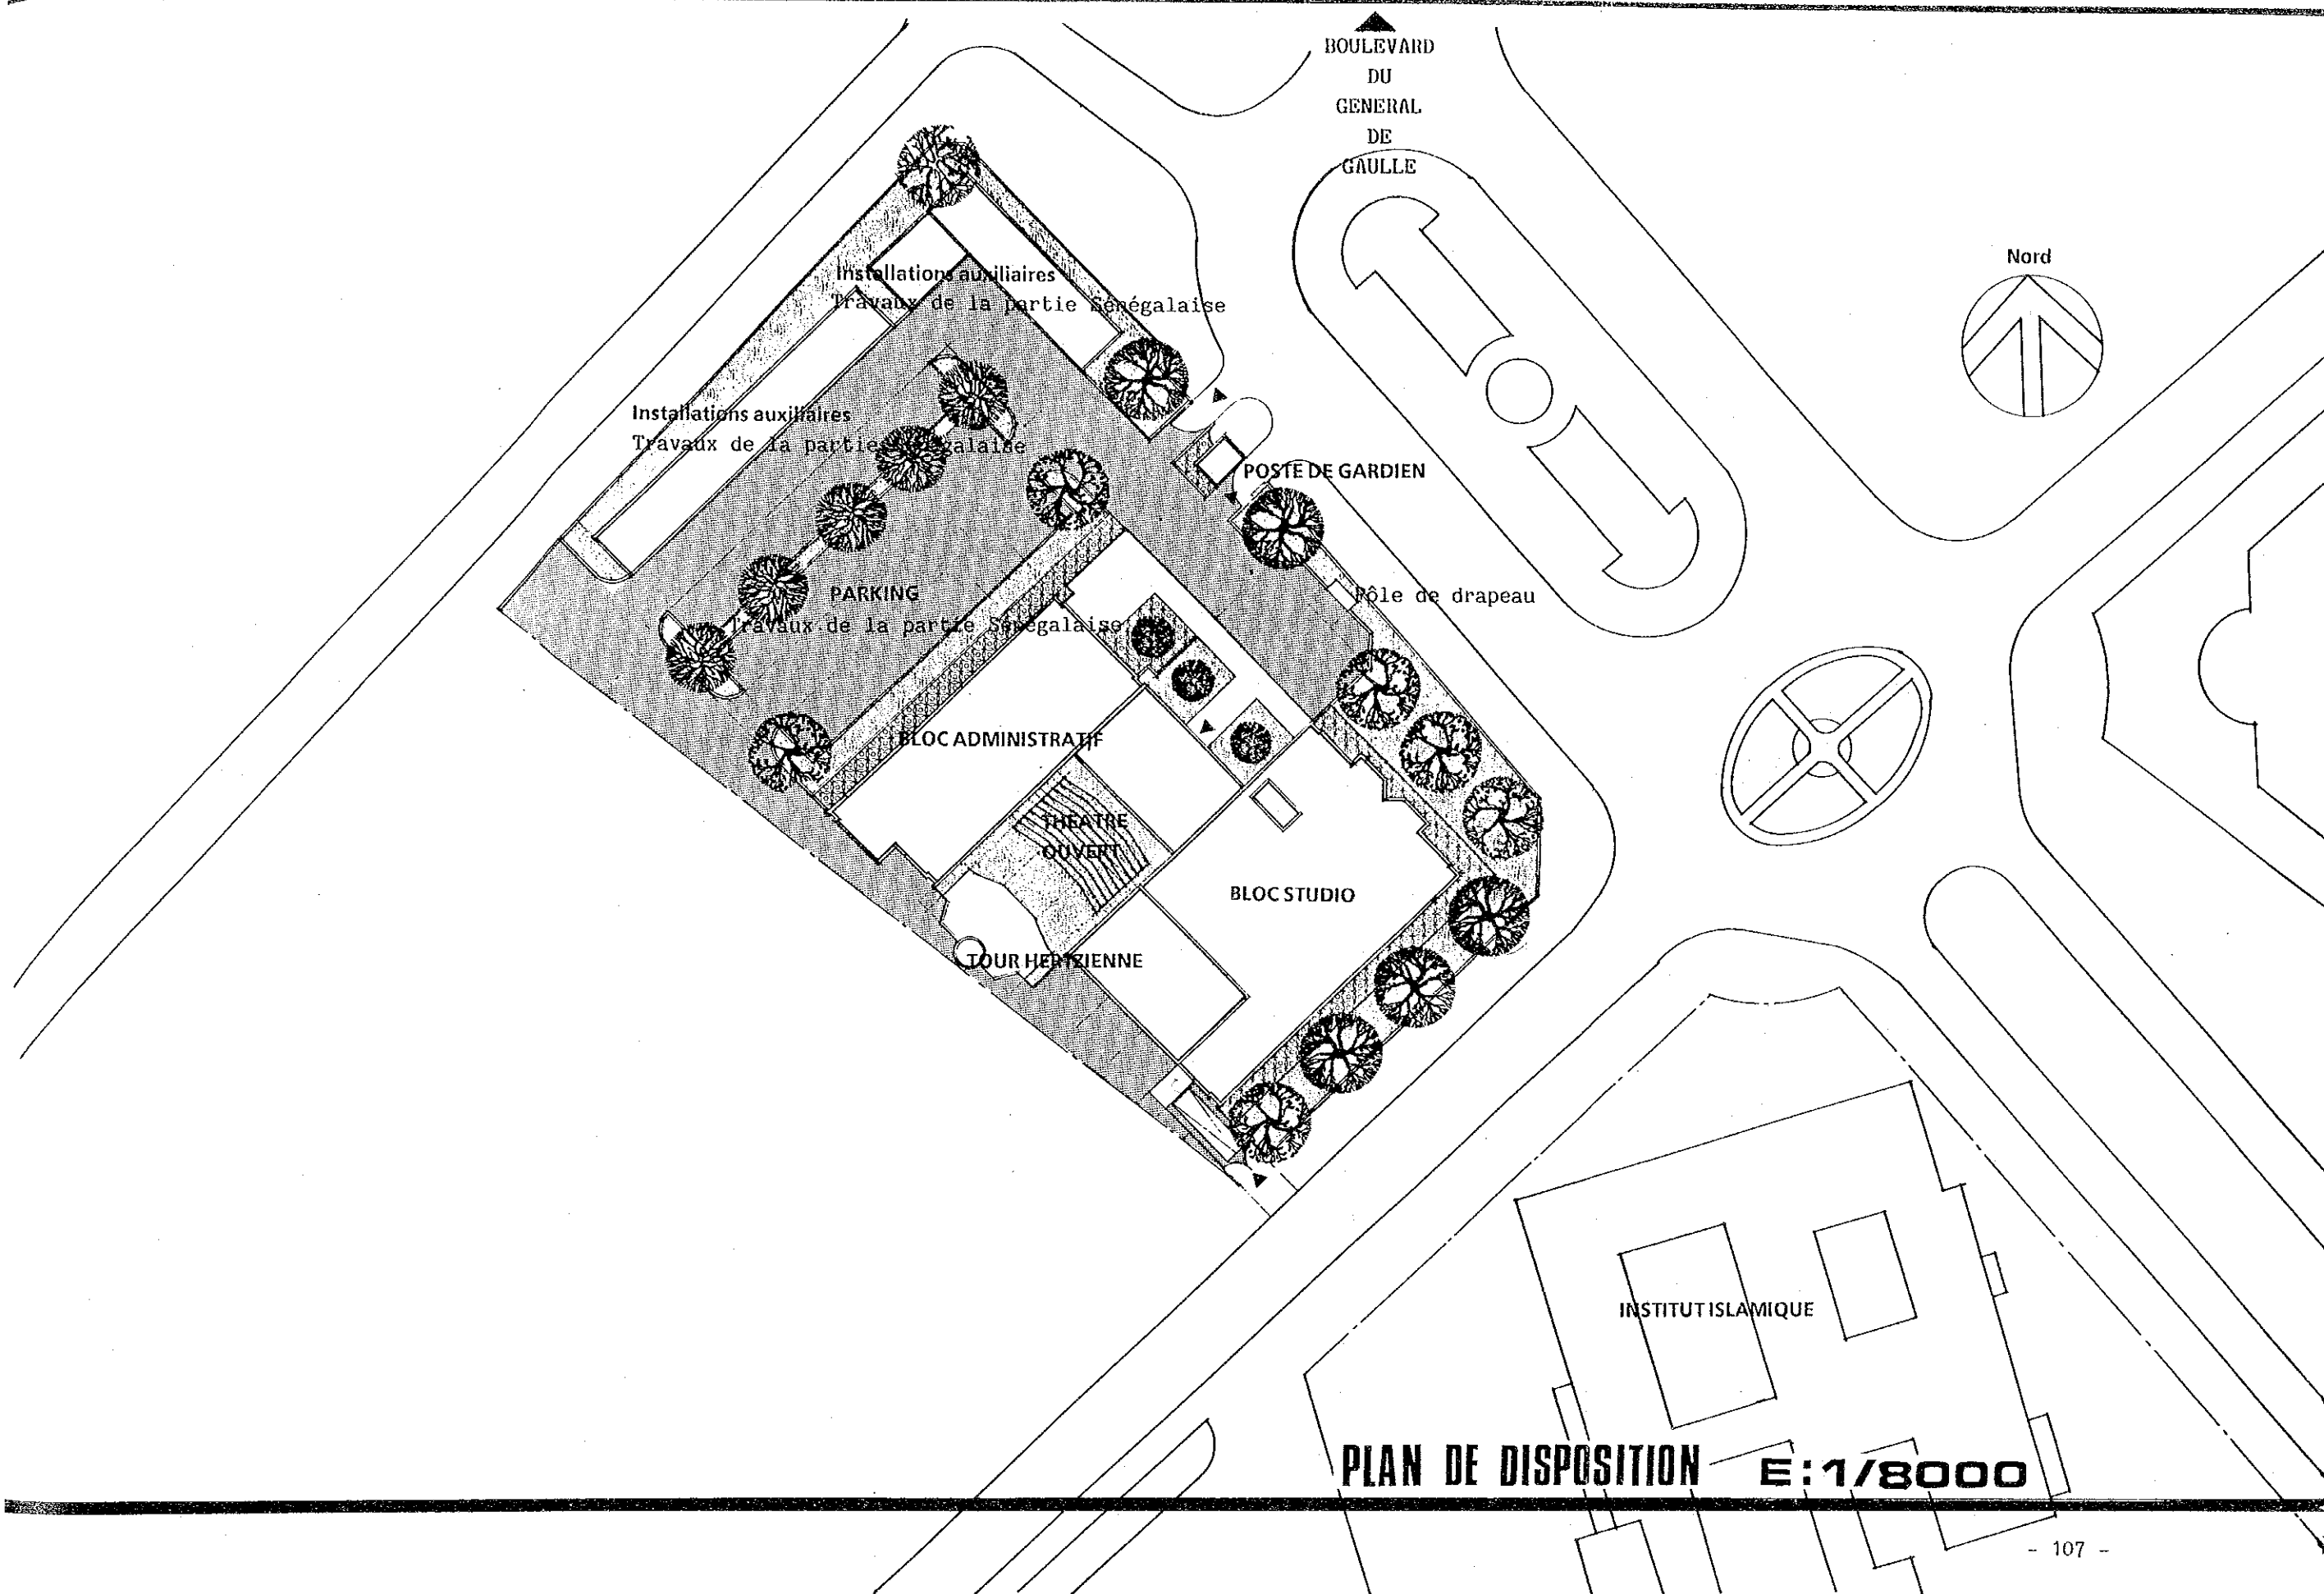 BOULEVARD
DU
GENERAL
DE
GAULLE
Nord
Installations auxiliaires
Travaux de la partie Sénégalaise
Installations auxiliaires
Travaux de la partie Sénégalaise
POSTE DE GARDIEN
PARKING
Travaux de la partie Sénégalaise
Pôle de drapeau
BLOC ADMINISTRATIF
THEATRE
OUVERT
BLOC STUDIO
TOUR HERTZIENNE
INSTITUT ISLAMIQUE
PLAN DE DISPOSITION E:1/8000
- 107 -